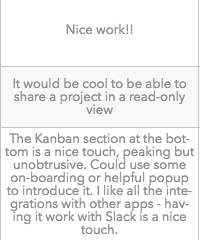 Nice work!!
It would be cool to be able to
share a project in a read-only
view
The Kanban section at the bot-
tom is a nice touch, peaking but
unobtrusive. Could use some
on-boarding or helpful popup
to introduce it. I like all the inte-
grations with other apps - hav-
ing it work with Slack is a nice
touch.